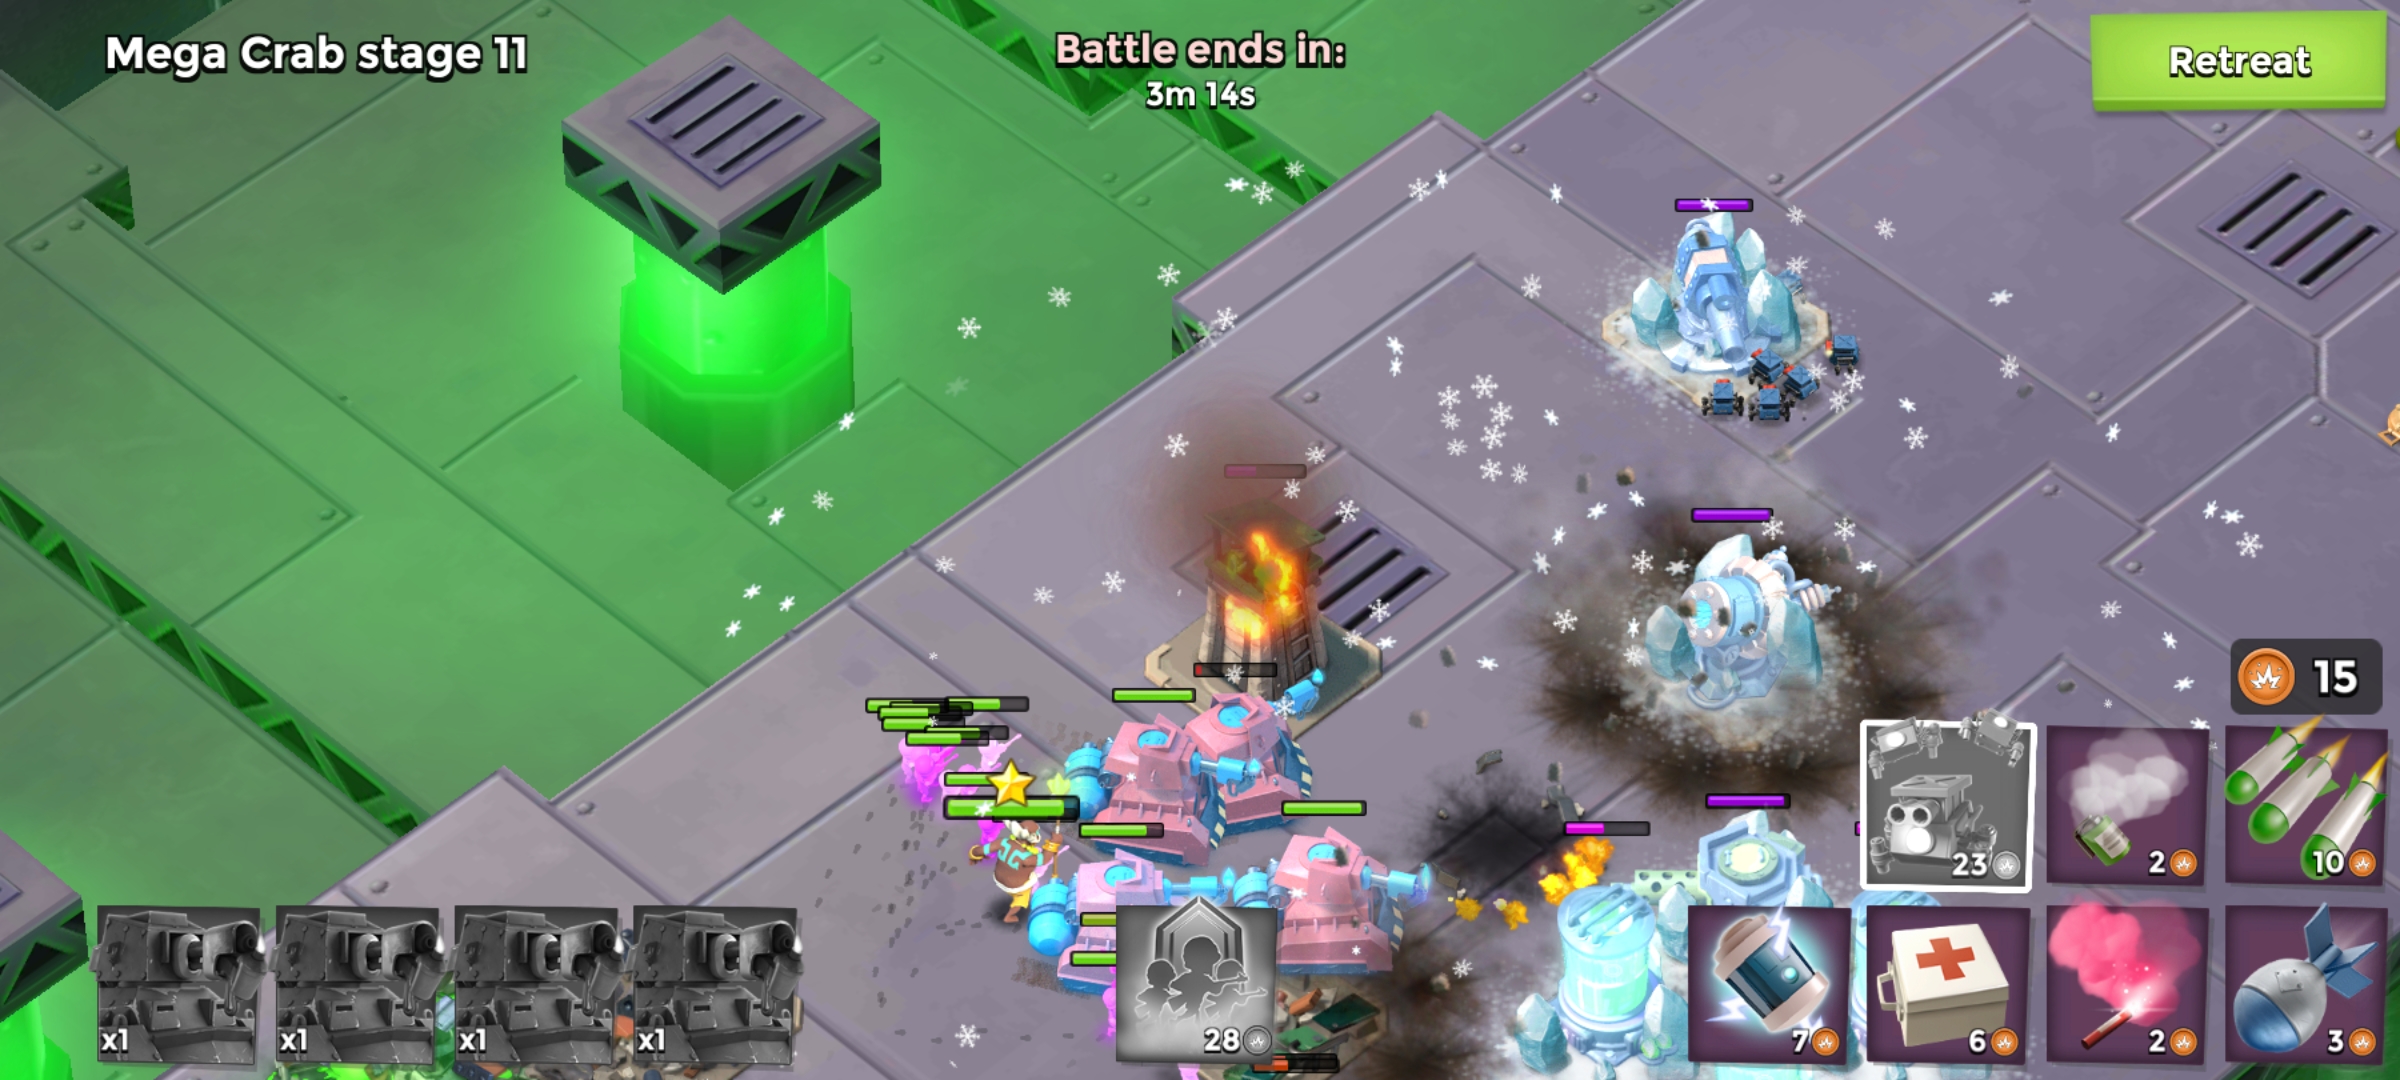 Mega Crab stage 11
Battle ends in:
3m 14s
Retreat
15
23
2
10
x1
x1
x1
x1
28
7
6
2
3